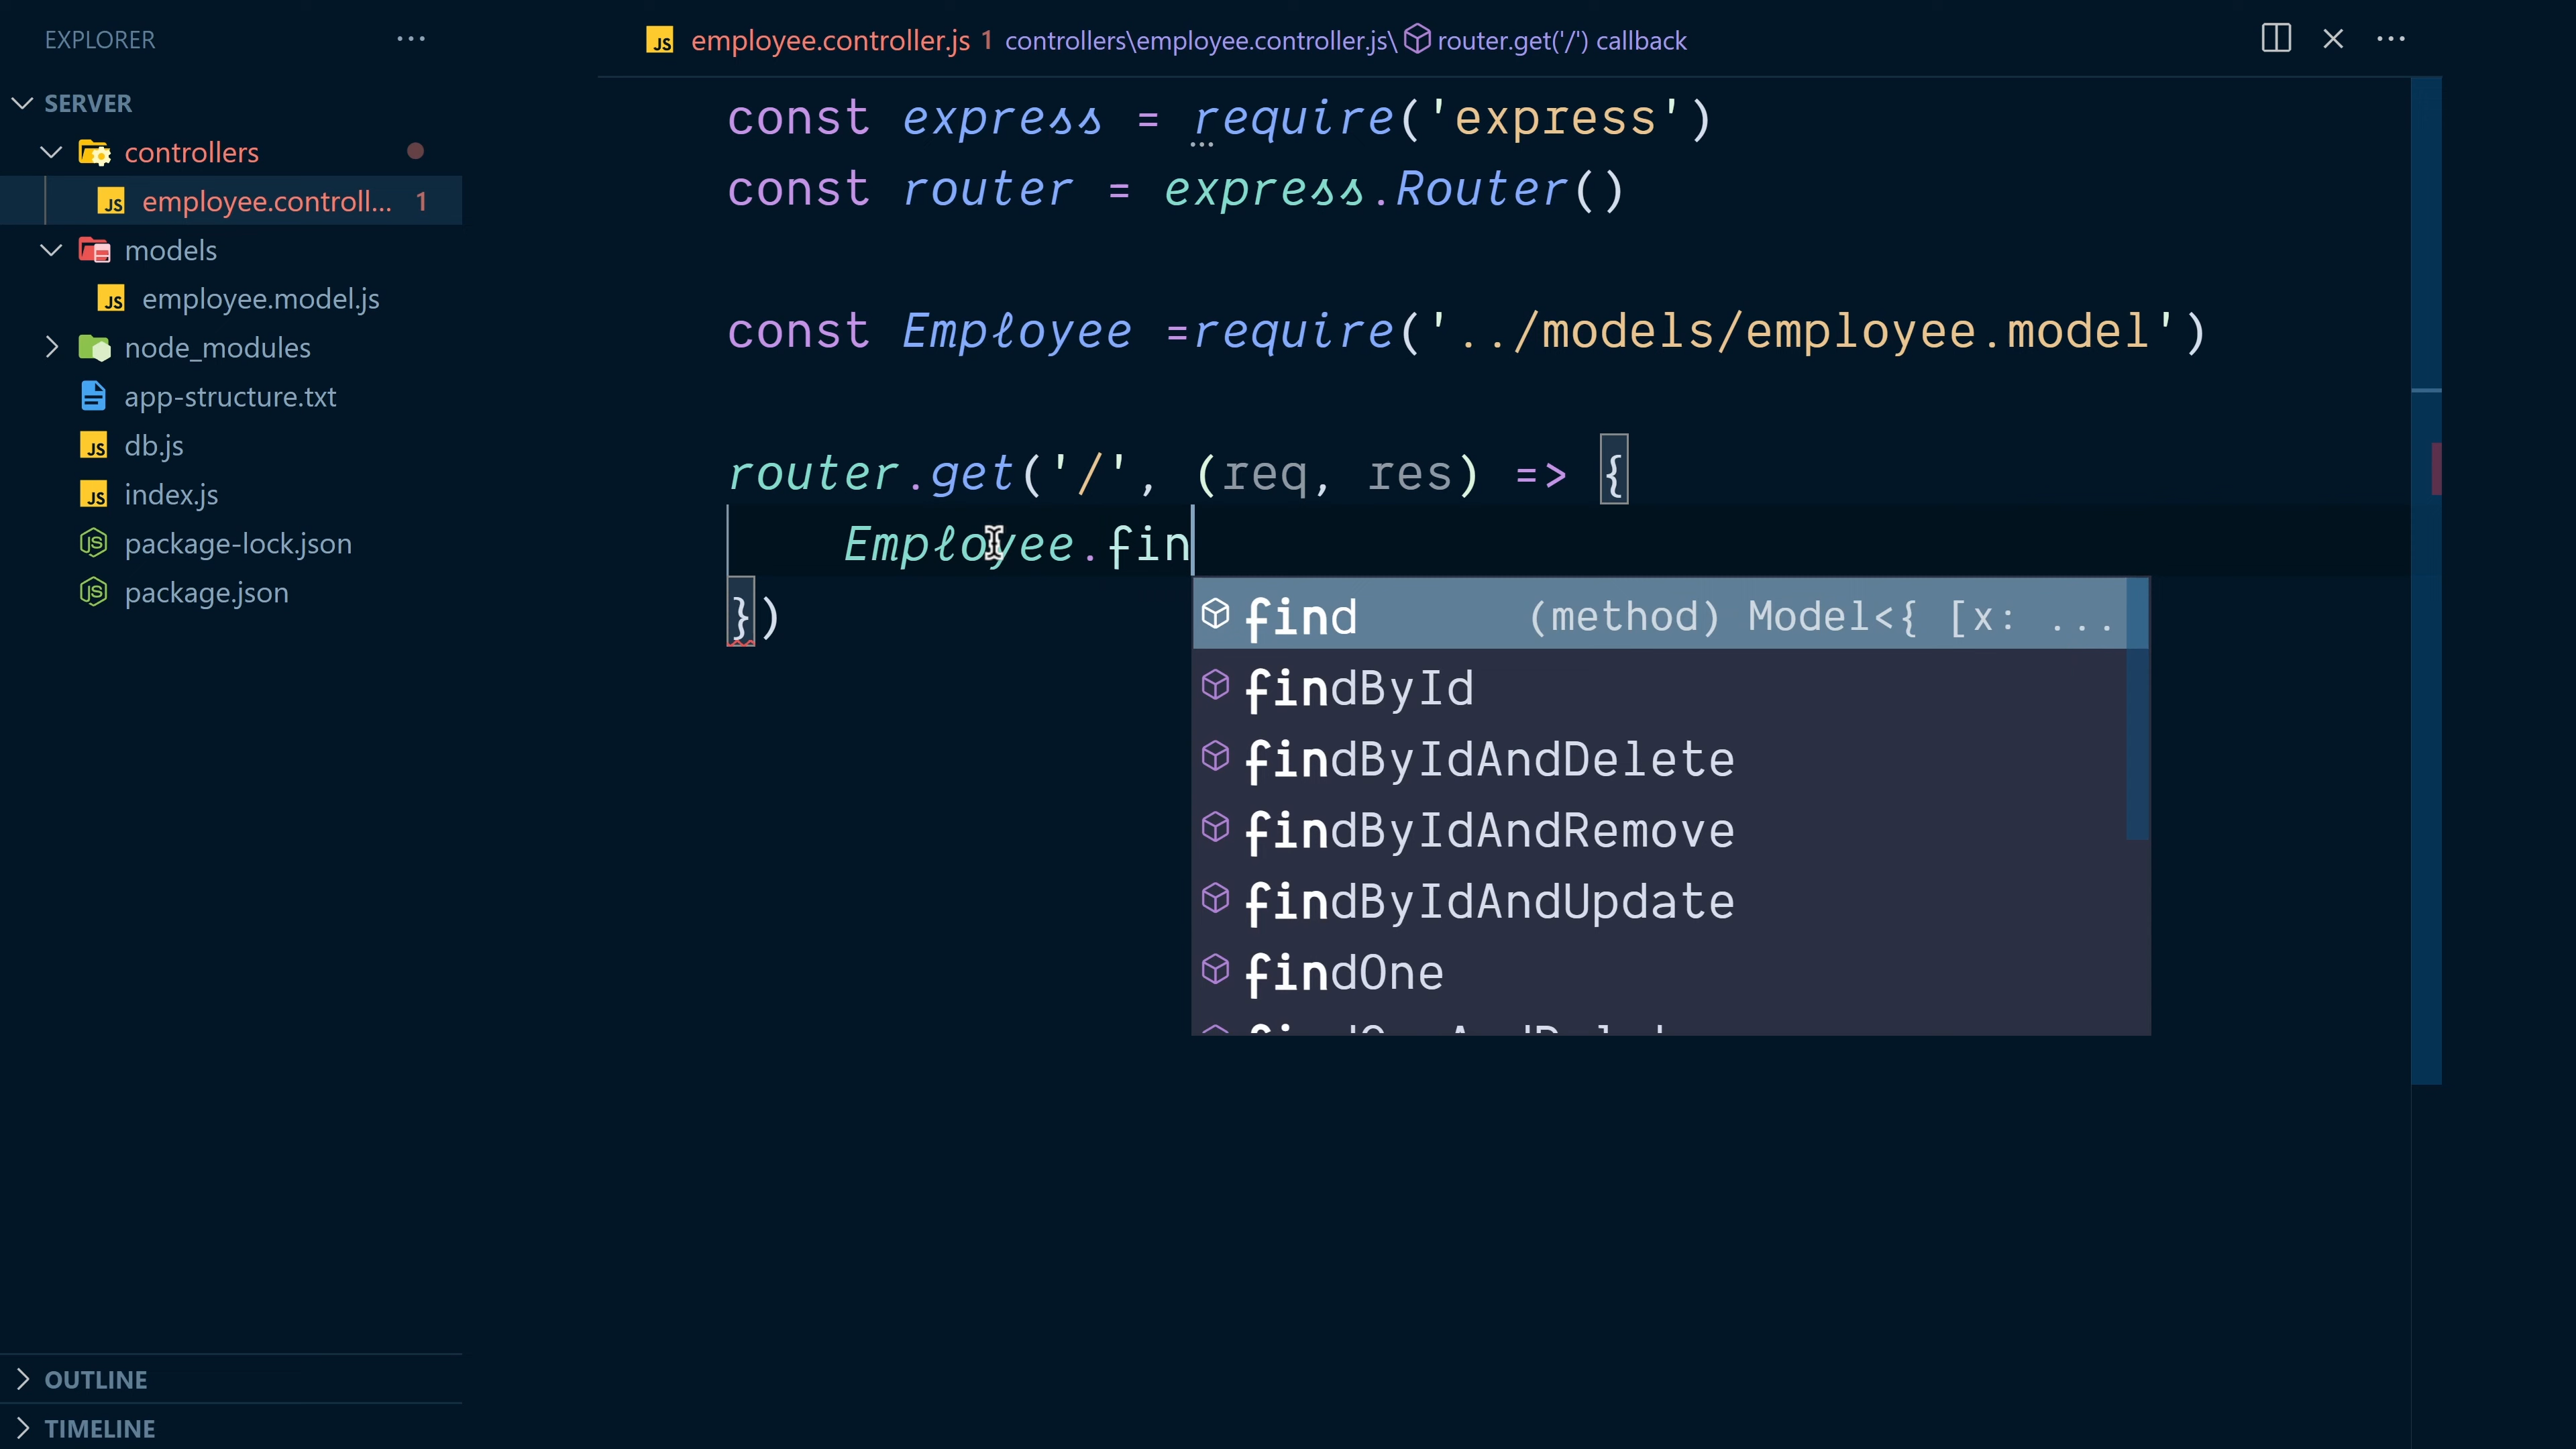 EXPLORER
SERVER
controllers
employee.controll... 1
models
employee.model.js
node_modules
app-structure.txt
db.js
index.js
package-lock.json
package.json
OUTLINE
TIMELINE
employee.controller.js 1 controllers\employee.controller.js\ router.get('/') callback
const express = require('express')
const router = express.Router()
const Employee =require('../models/employee.model')
router.get('/', (req, res) => {
Employee.fin
})
find (method) Model<{ [x: ...
findById
findByIdAndDelete
findByIdAndRemove
findByIdAndUpdate
findOne